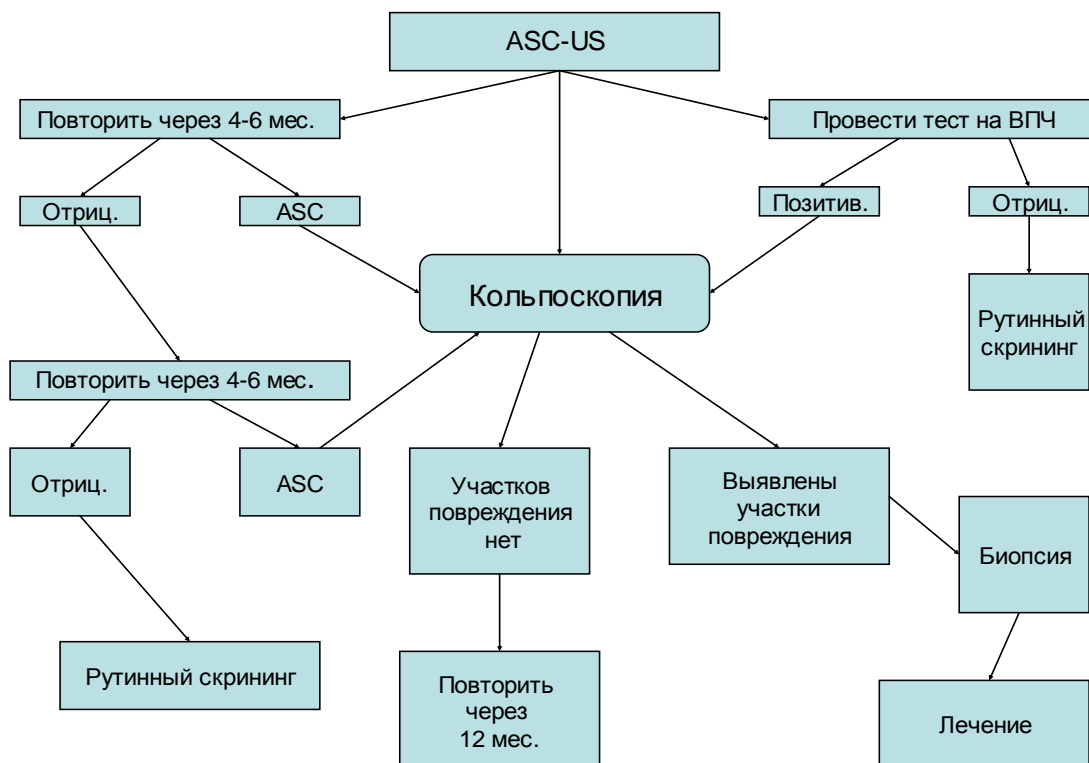 ASC-US
Повторить через 4-6 мес.
Провести тест на ВПЧ
Отриц.
ASC
Позитив.
Отриц.
Кольпоскопия
Рутинный
скрининг
Повторить через 4-6 мес.
Отриц.
ASC
Участков
повреждения
нет
Выявлены
участки
повреждения
Биопсия
Рутинный скрининг
Повторить
через
12 мес.
Лечение